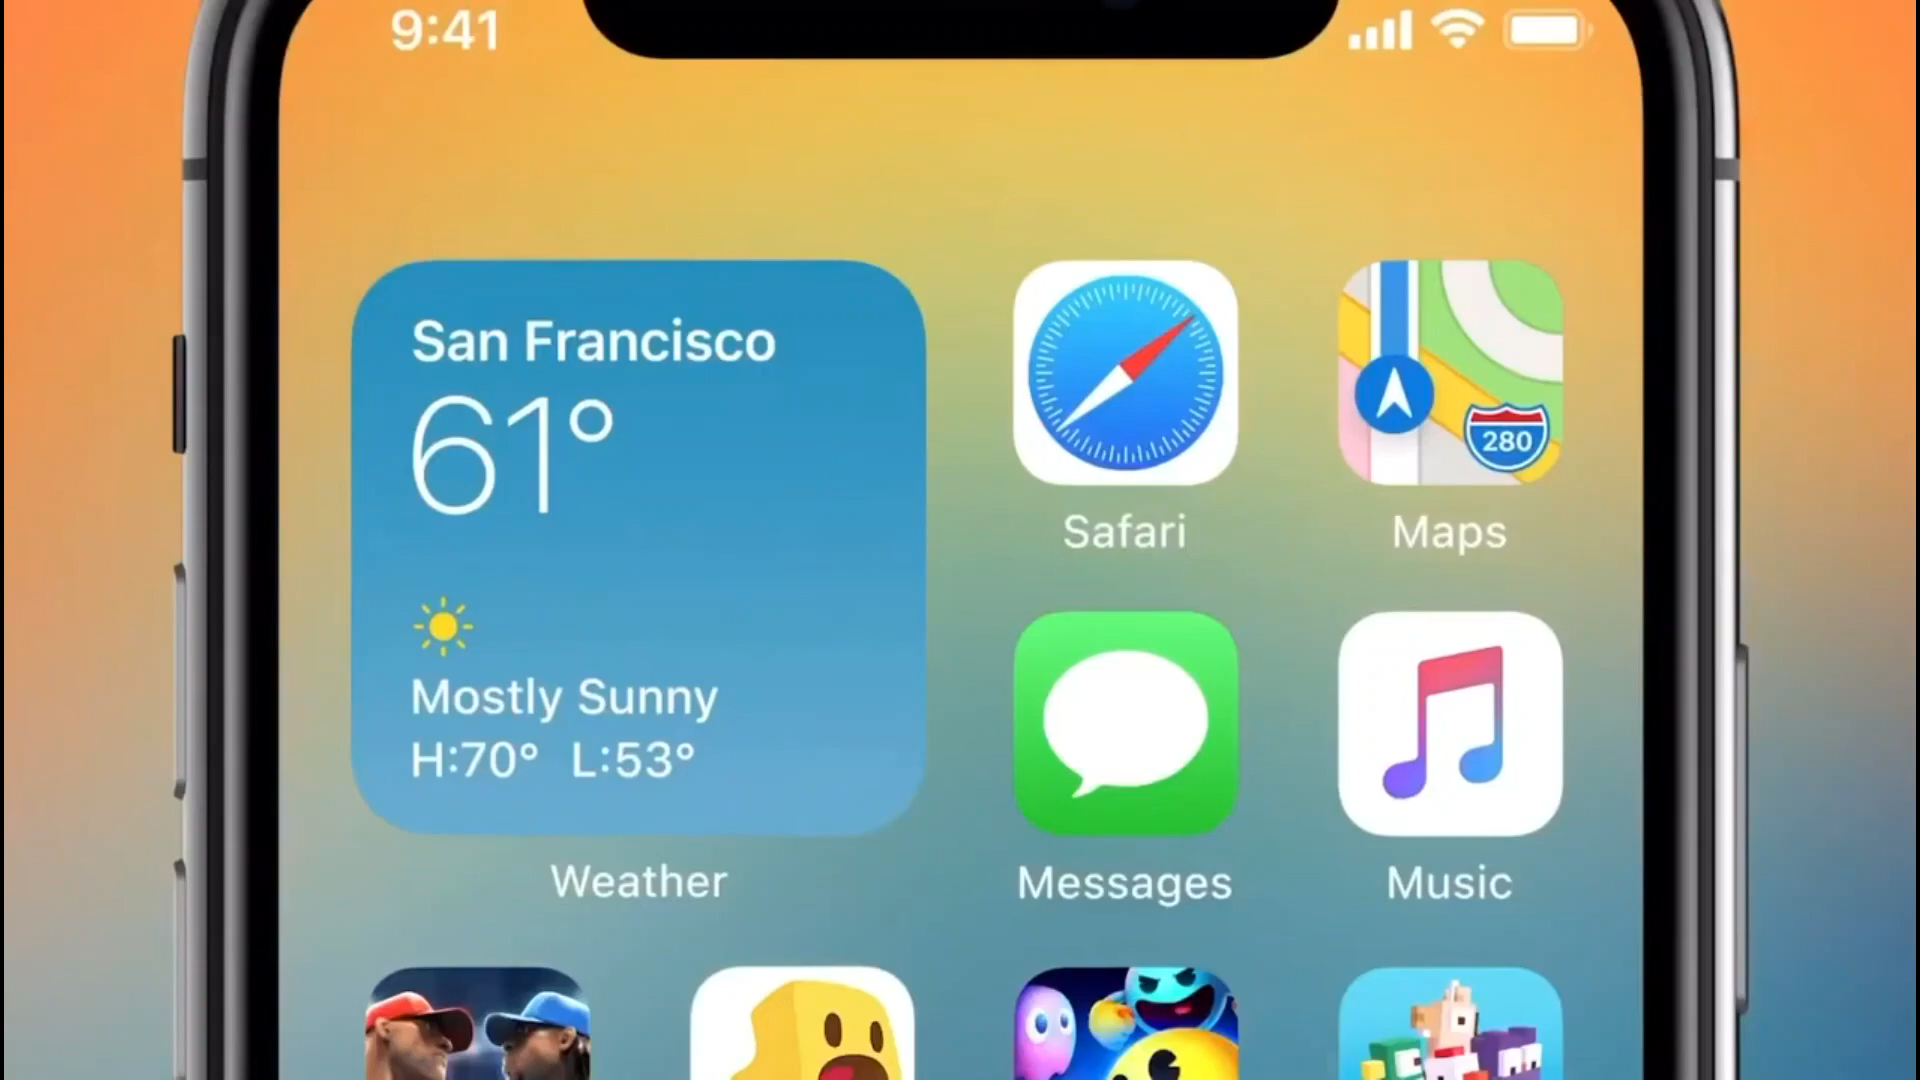 9:41
San Francisco
61°
Mostly Sunny
H:70° L:53°
Weather
280
Safari
Maps
Messages
Music